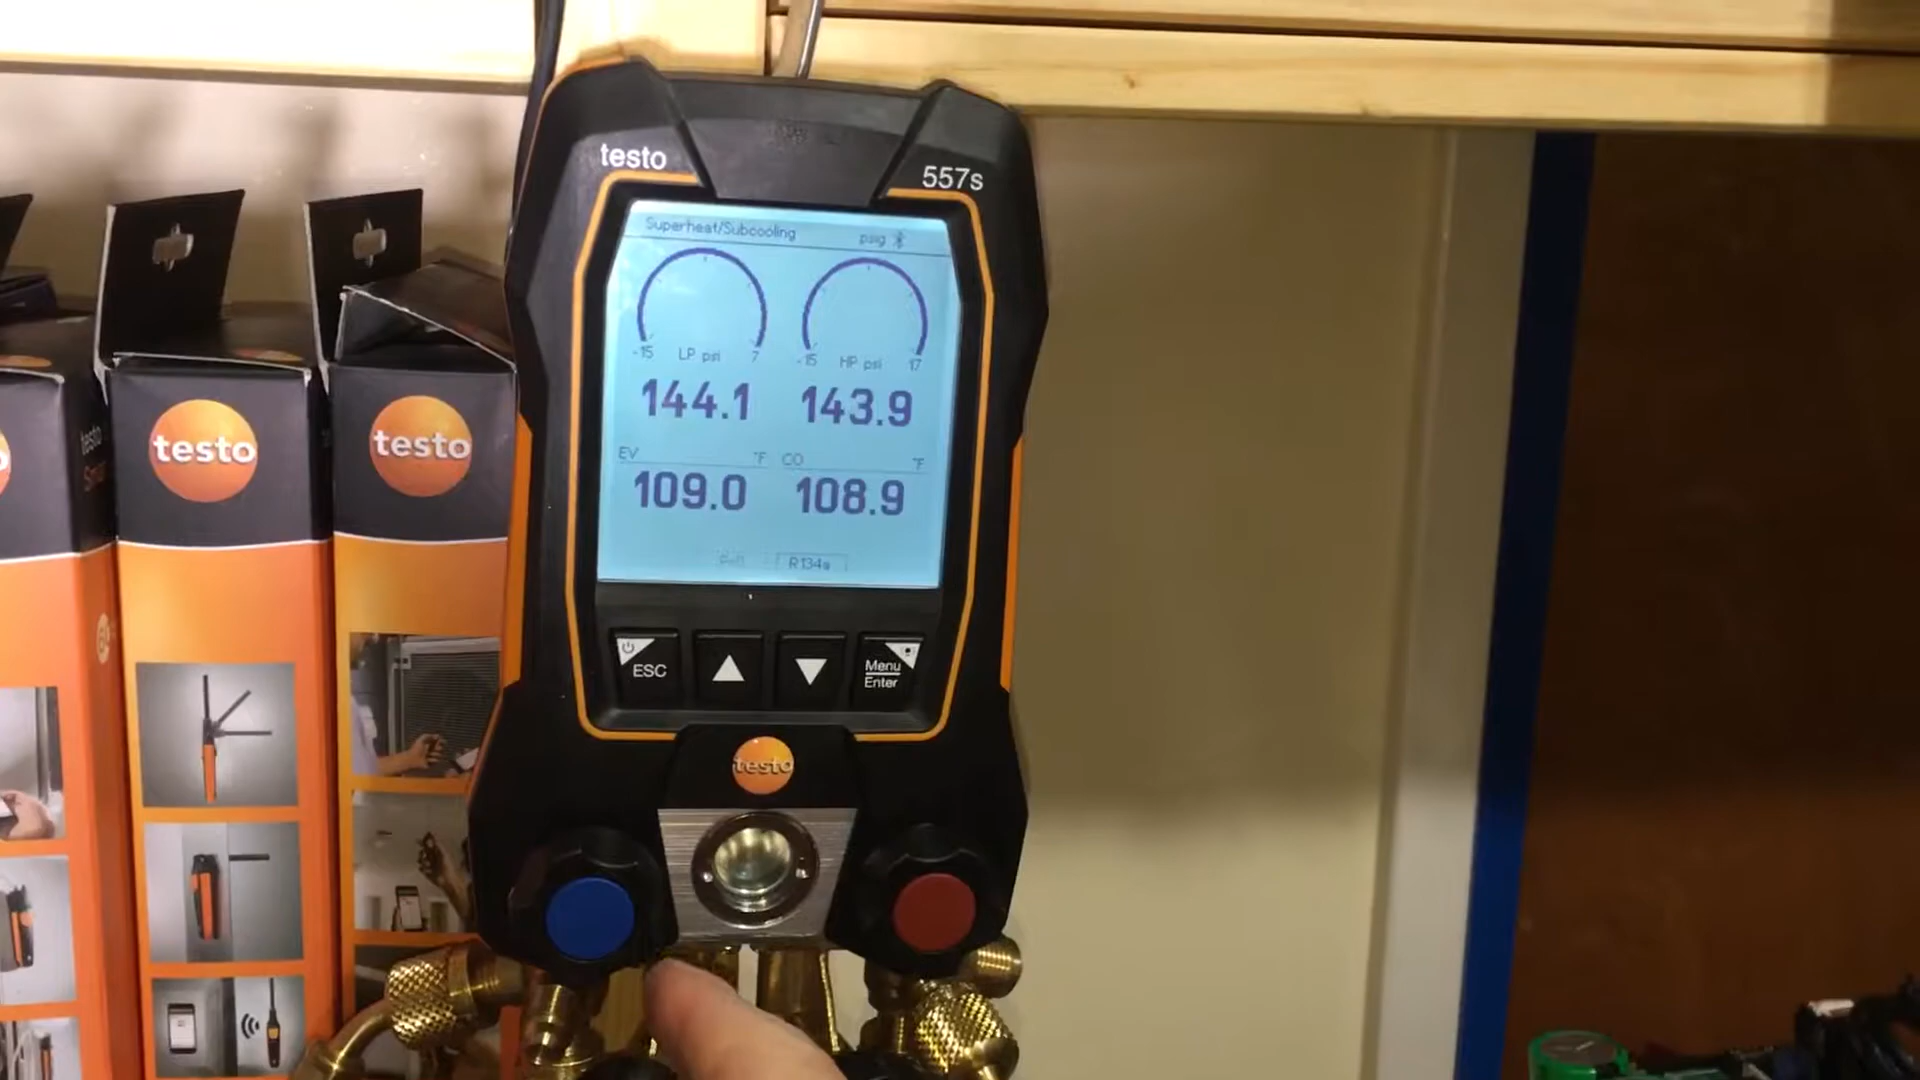 testo
557s
Superheat/Subcooling psig
-15 LP psi 7 -15 HP psi 17
144.1 143.9
EV °F CO °F
109.0 108.9
R134a
ESC
Menu
Enter
testo
testo
testo
testo